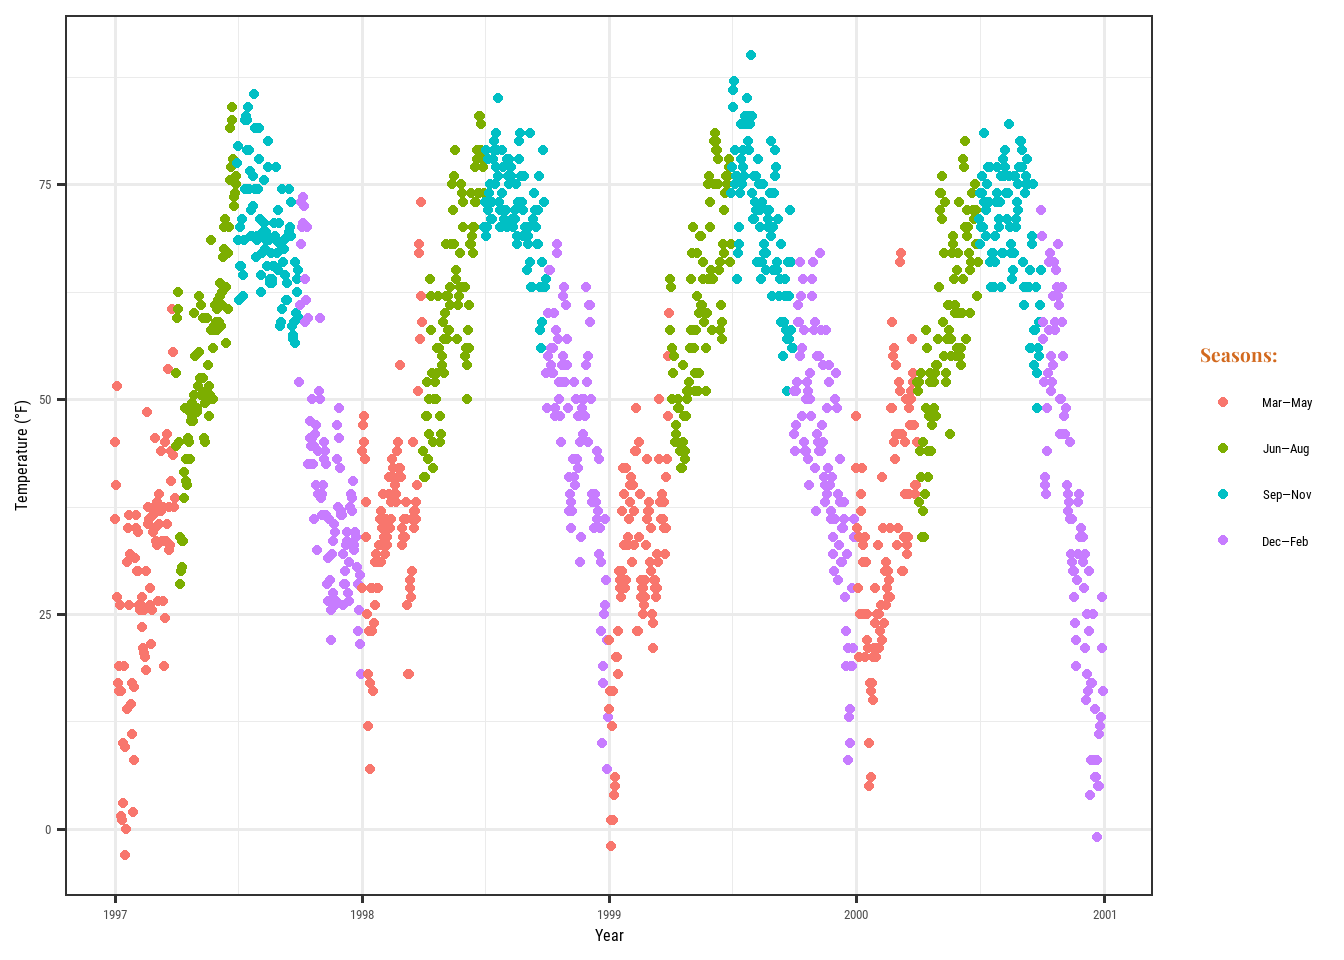 75
50
25
0
Temperature (°F)
1997
1998
1999
2000
2001
Year
Seasons:
Mar–May
Jun–Aug
Sep–Nov
Dec–Feb